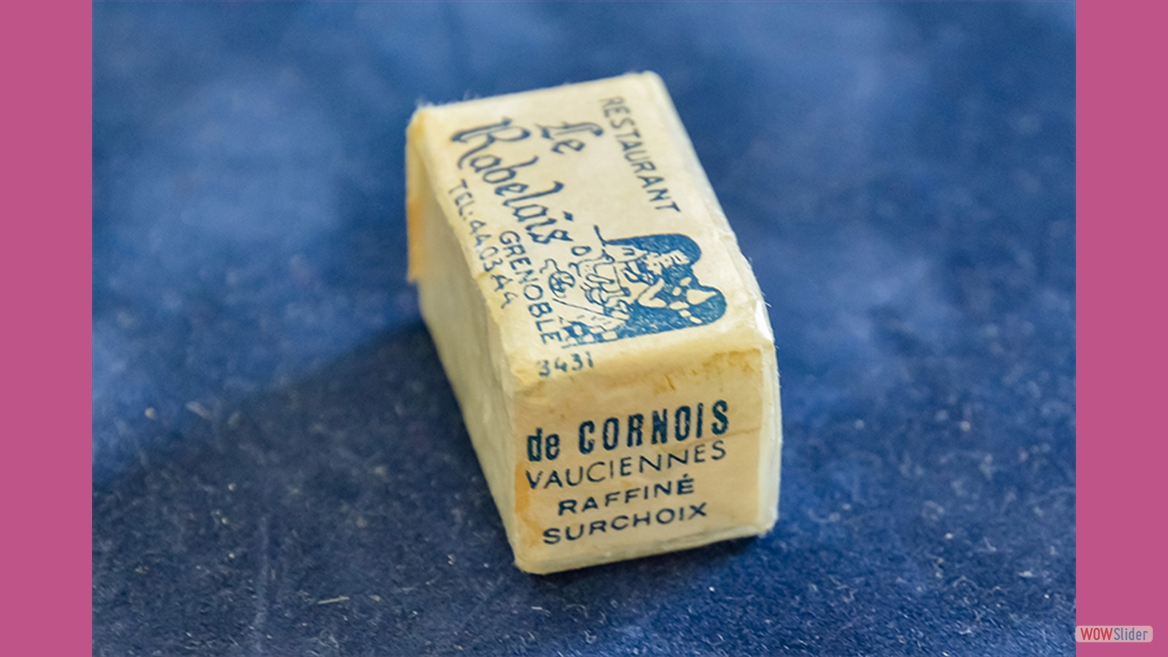 RESTAURANT
Le
Rabelais
GRENOBLE
TEL: 44.03.44
3431
de CORNOIS
VAUCIENNES
RAFFINÉ
SURCHOIX
WOWSlider